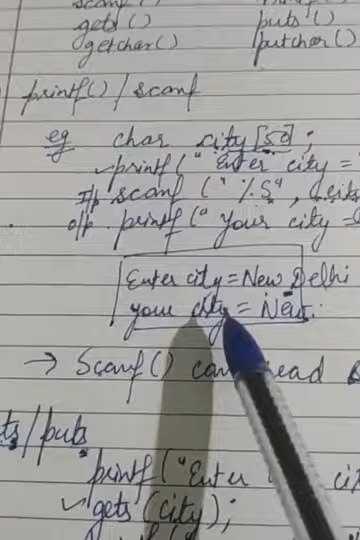 scanf()
gets() puts()
getchar() putchar()
printf() / scanf
eg char city[50];
printf(" Enter city =
I/p scanf ("%s", &city
o/p. printf (" your city =
Enter city = New Delhi
your city = New.
→ Scanf() can read
gets/puts
printf("Enter
gets (city);